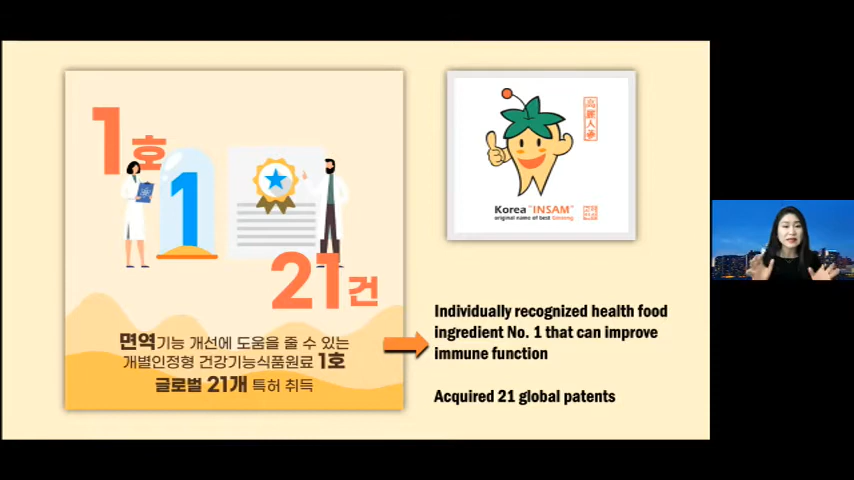 1호
1
21건
면역기능 개선에 도움을 줄 수 있는
개별인정형 건강기능식품원료 1호
글로벌 21개 특허 취득
高麗人蔘
Korea "INSAM"
original name of best Ginseng
Individually recognized health food
ingredient No. 1 that can improve
immune function
Acquired 21 global patents